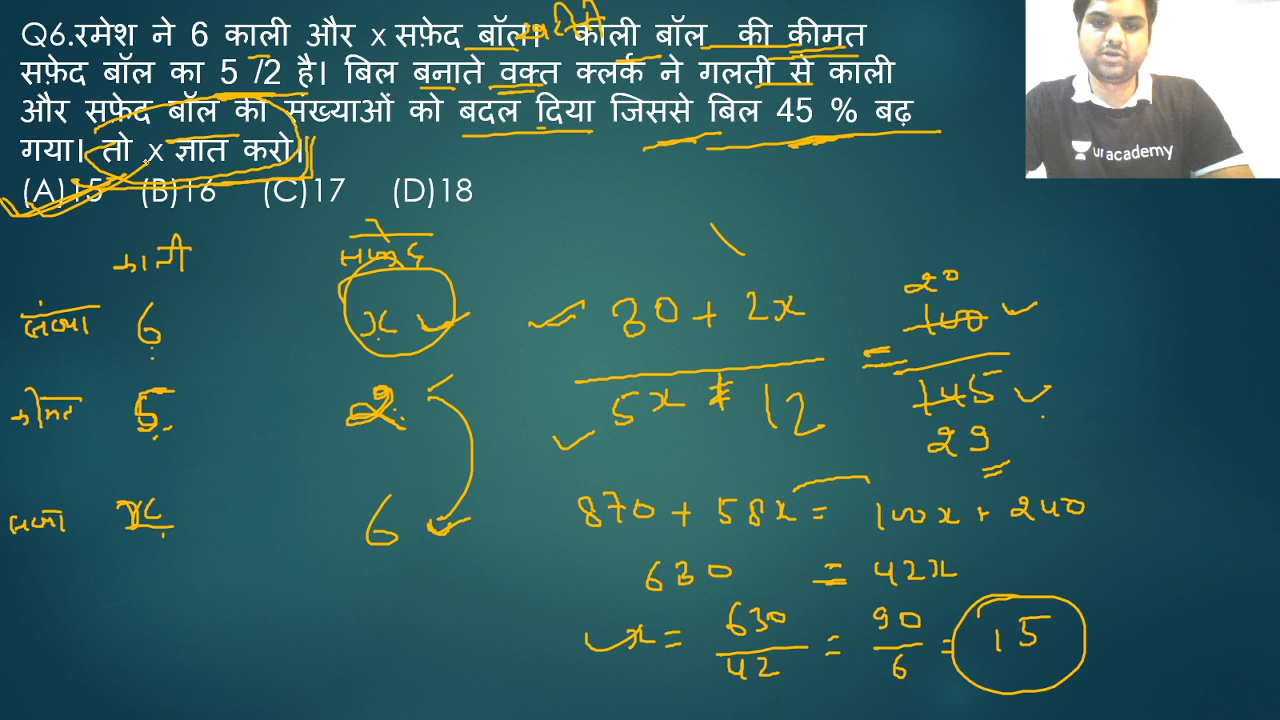 Q6.रमेश ने 6 काली और x सफ़ेद बॉल। खरीदी काली बॉल की कीमत
सफ़ेद बॉल का 5 /2 है। बिल बनाते वक्त क्लर्क ने गलती से काली
और सफ़ेद बॉल की संख्याओं को बदल दिया जिससे बिल 45 % बढ़
गया। तो x ज्ञात करो।
(A)15 (B)16 (C)17 (D)18
unacademy
काली सफेद
संख्या 6 x
कीमत 5 2
x 6
30 + 2x
5x + 12
=
20
100
145
29
870 + 58x = 100x + 240
630 = 42x
x = 630/42 = 90/6 = 15